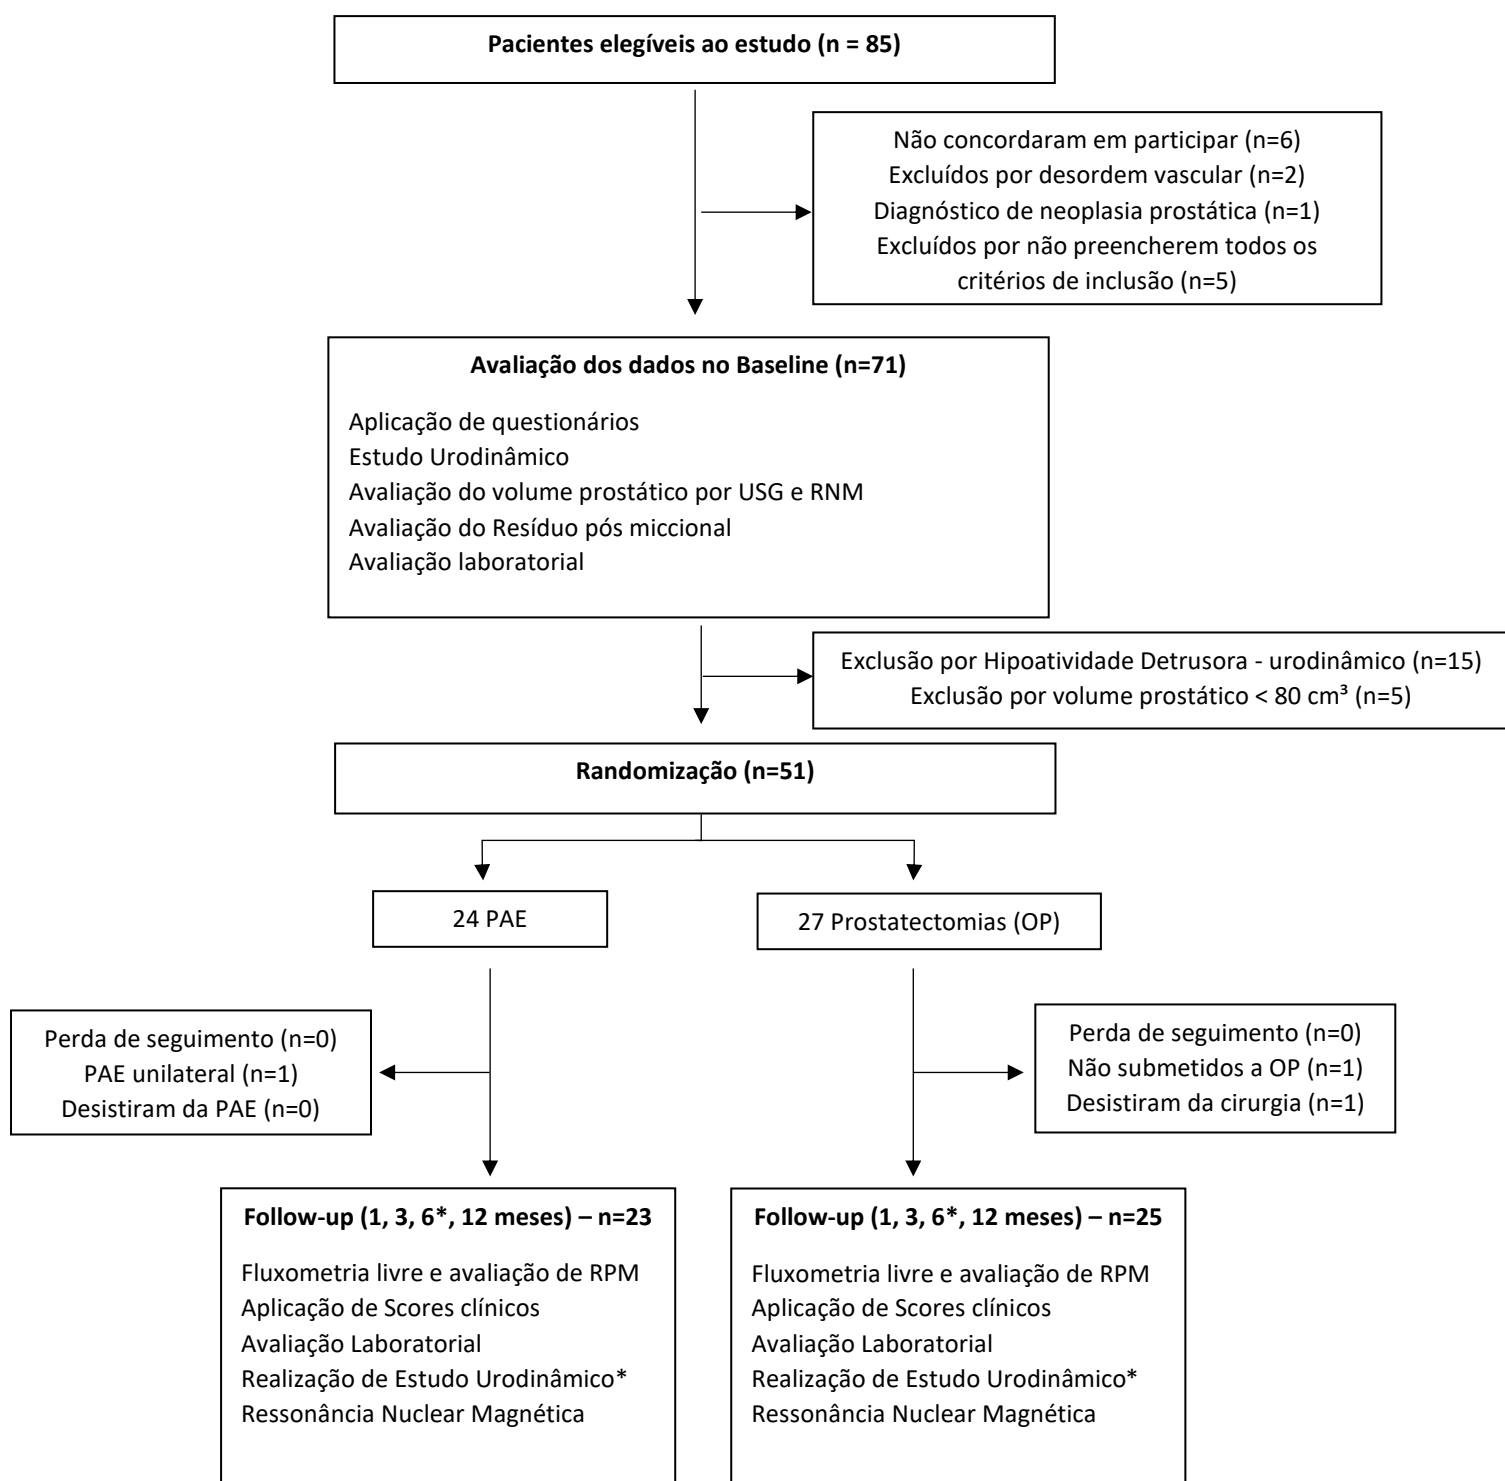 Pacientes elegíveis ao estudo (n = 85)
Não concordaram em participar (n=6)
Excluídos por desordem vascular (n=2)
Diagnóstico de neoplasia prostática (n=1)
Excluídos por não preencherem todos os
critérios de inclusão (n=5)
Avaliação dos dados no Baseline (n=71)
Aplicação de questionários
Estudo Urodinâmico
Avaliação do volume prostático por USG e RNM
Avaliação do Resíduo pós miccional
Avaliação laboratorial
Exclusão por Hipoatividade Detrusora - urodinâmico (n=15)
Exclusão por volume prostático < 80 cm³ (n=5)
Randomização (n=51)
24 PAE
27 Prostatectomias (OP)
Perda de seguimento (n=0)
PAE unilateral (n=1)
Desistiram da PAE (n=0)
Perda de seguimento (n=0)
Não submetidos a OP (n=1)
Desistiram da cirurgia (n=1)
Follow-up (1, 3, 6*, 12 meses) – n=23
Fluxometria livre e avaliação de RPM
Aplicação de Scores clínicos
Avaliação Laboratorial
Realização de Estudo Urodinâmico*
Ressonância Nuclear Magnética
Follow-up (1, 3, 6*, 12 meses) – n=25
Fluxometria livre e avaliação de RPM
Aplicação de Scores clínicos
Avaliação Laboratorial
Realização de Estudo Urodinâmico*
Ressonância Nuclear Magnética